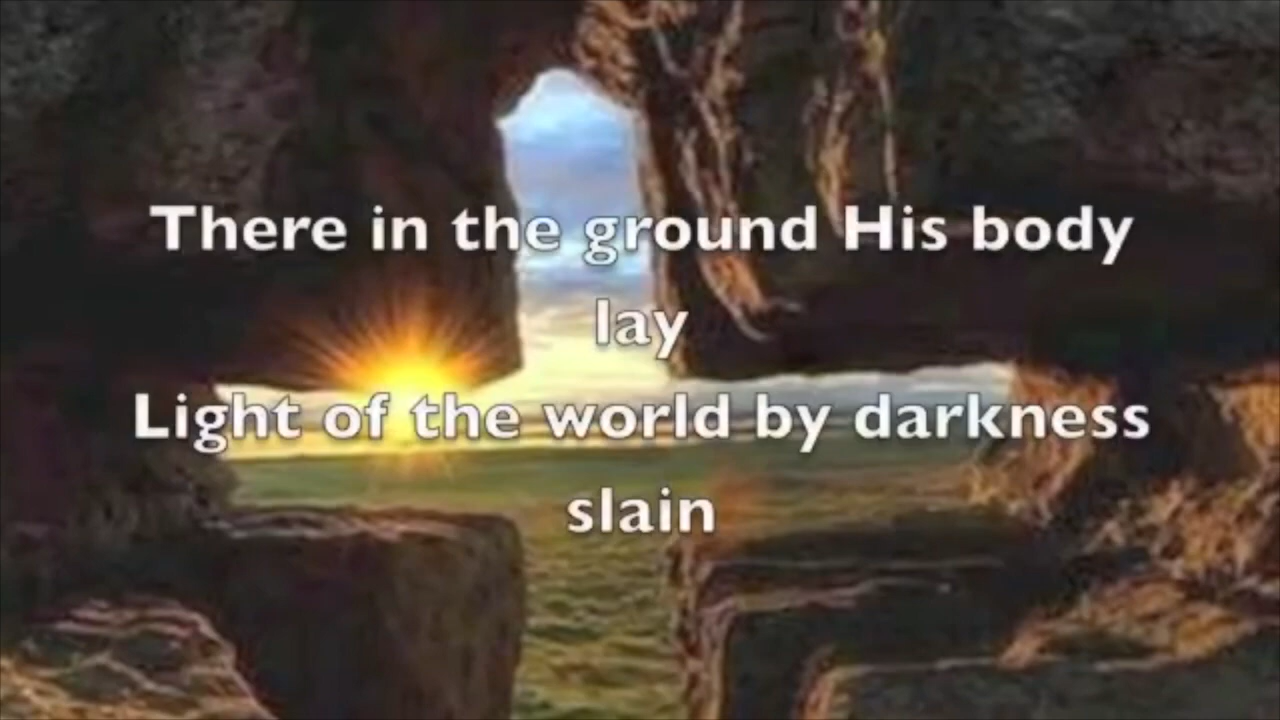 There in the ground His body
lay
Light of the world by darkness
slain